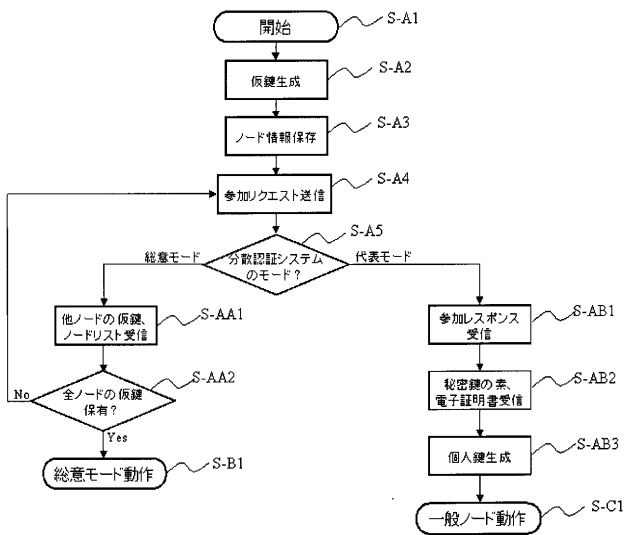 開始
S-A1
仮鍵生成
S-A2
ノード情報保存
S-A3
参加リクエスト送信
S-A4
S-A5
分散認証システム
のモード?
総意モード
代表モード
他ノードの仮鍵、
ノードリスト受信
S-AA1
全ノードの仮鍵
保有?
S-AA2
No
Yes
総意モード動作
S-B1
参加レスポンス
受信
S-AB1
秘密鍵の素、
電子証明書受信
S-AB2
個人鍵生成
S-AB3
一般ノード動作
S-C1